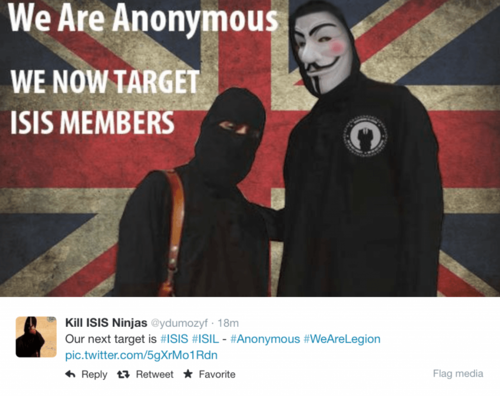 We Are Anonymous
WE NOW TARGET
ISIS MEMBERS
Kill ISIS Ninjas @ydumozyf · 18m
Our next target is #ISIS #ISIL - #Anonymous #WeAreLegion
pic.twitter.com/5gXrMo1Rdn
Reply Retweet Favorite Flag media